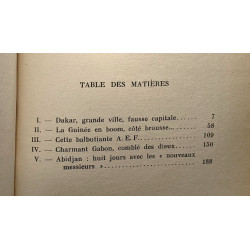 TABLE DES MATIÈRES
I. — Dakar, grande ville, fausse capitale. 7
II. — La Guinée en boom, côté brousse... 58
III. — Cette balbutiante A. E. F. 109
IV. — Charmant Gabon, comblé des dieux. 150
V. — Abidjan : huit jours avec les « nouveaux
messieurs » 188